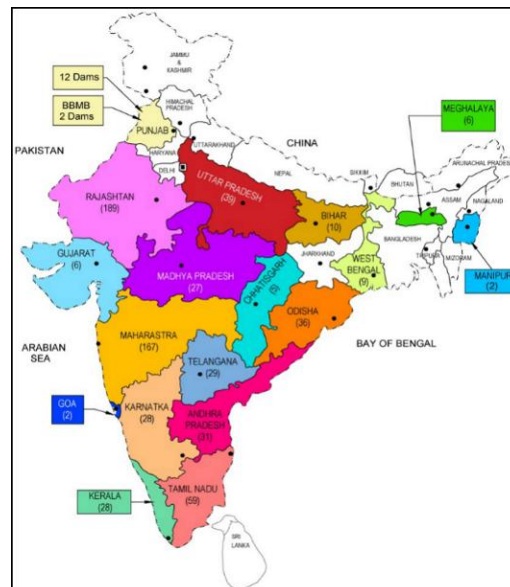 JAMMU
&
KASHMIR
12 Dams
HIMACHAL
PRADESH
BBMB
2 Dams
PUNJAB
MEGHALAYA
(6)
UTTARAKHAND
CHINA
PAKISTAN
HARYANA
DELHI
UTTAR PRADESH
(39)
NEPAL
SIKKIM
BHUTAN
ARUNACHAL PRADESH
ASSAM
NAGALAND
RAJASHTAN
(189)
BIHAR
(10)
BANGLADESH
GUJARAT
(6)
MADHYA PRADESH
(27)
JHARKHAND
WEST
BENGAL
(9)
TRIPURA
MIZORAM
MANIPUR
(2)
CHHATISGARH
(5)
ODISHA
(36)
MAHARASTRA
(167)
ARABIAN
SEA
BAY OF BENGAL
TELANGANA
(29)
GOA
(2)
KARNATKA
(28)
ANDHRA
PRADESH
(31)
KERALA
(28)
TAMIL NADU
(59)
SRI
LANKA